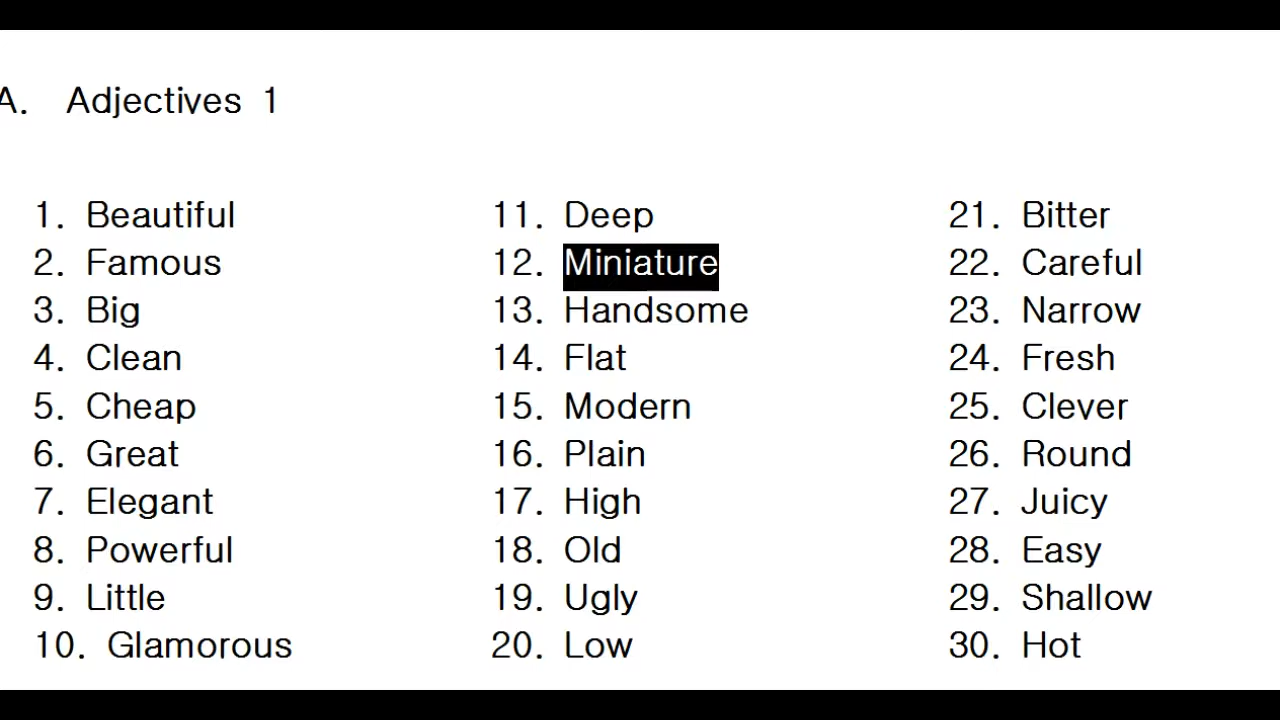 A. Adjectives 1
1. Beautiful
2. Famous
3. Big
4. Clean
5. Cheap
6. Great
7. Elegant
8. Powerful
9. Little
10. Glamorous
11. Deep
12. Miniature
13. Handsome
14. Flat
15. Modern
16. Plain
17. High
18. Old
19. Ugly
20. Low
21. Bitter
22. Careful
23. Narrow
24. Fresh
25. Clever
26. Round
27. Juicy
28. Easy
29. Shallow
30. Hot